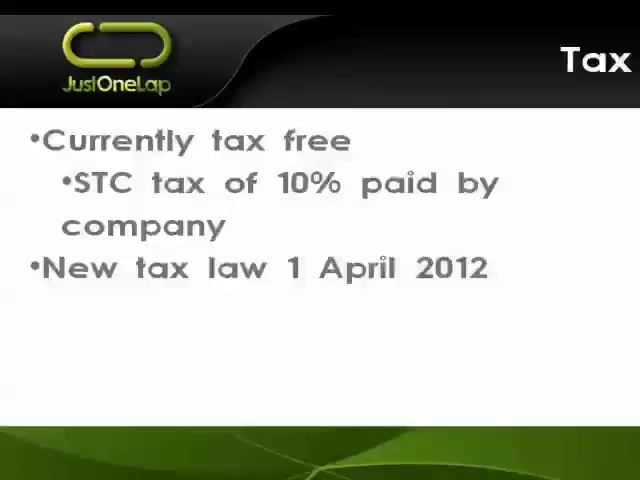 JustOneLap
Tax
•Currently tax free
•STC tax of 10% paid by
company
•New tax law 1 April 2012